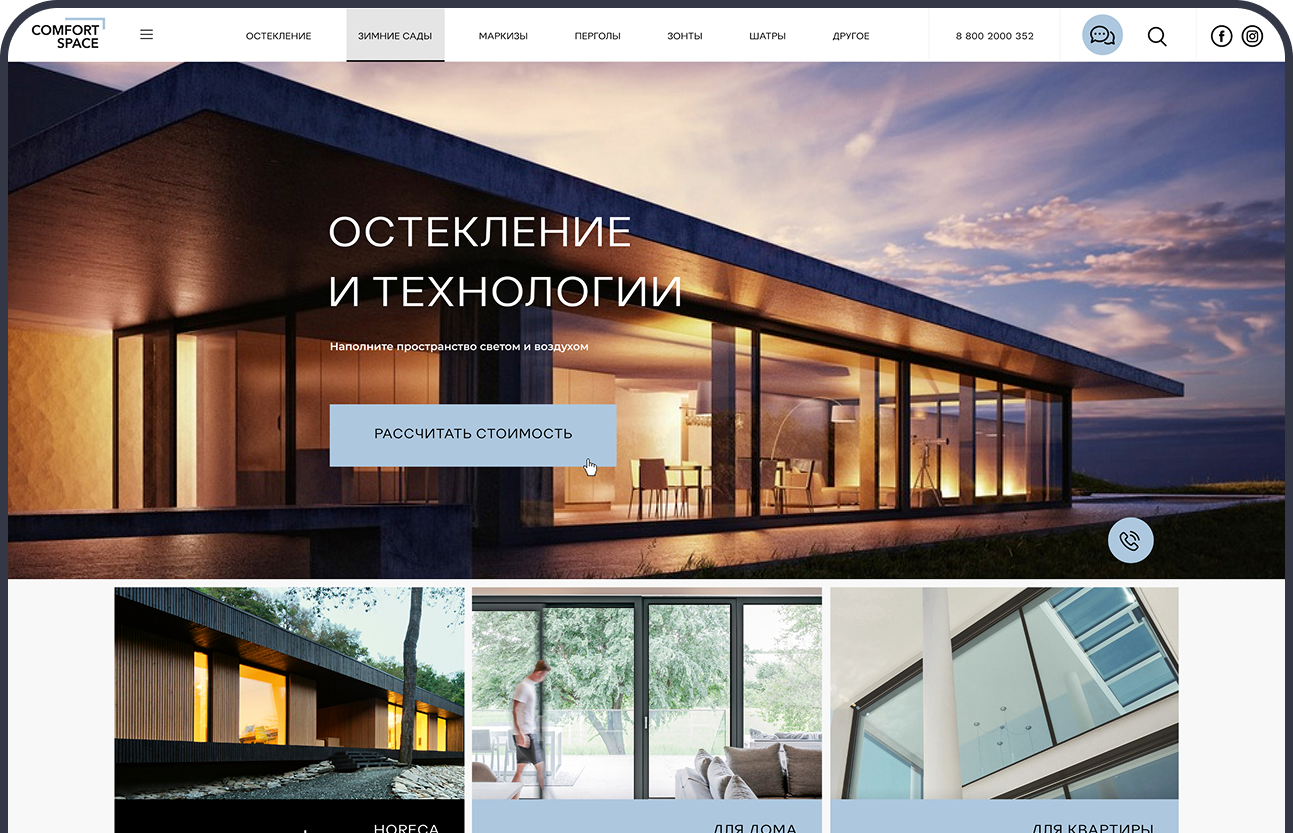 COMFORT
SPACE
ОСТЕКЛЕНИЕ
ЗИМНИЕ САДЫ
МАРКИЗЫ
ПЕРГОЛЫ
ЗОНТЫ
ШАТРЫ
ДРУГОЕ
8 800 2000 352
ОСТЕКЛЕНИЕ
И ТЕХНОЛОГИИ
Наполните пространство светом и воздухом
РАССЧИТАТЬ СТОИМОСТЬ
HORECA
ДЛЯ ДОМА
ДЛЯ КВАРТИРЫ